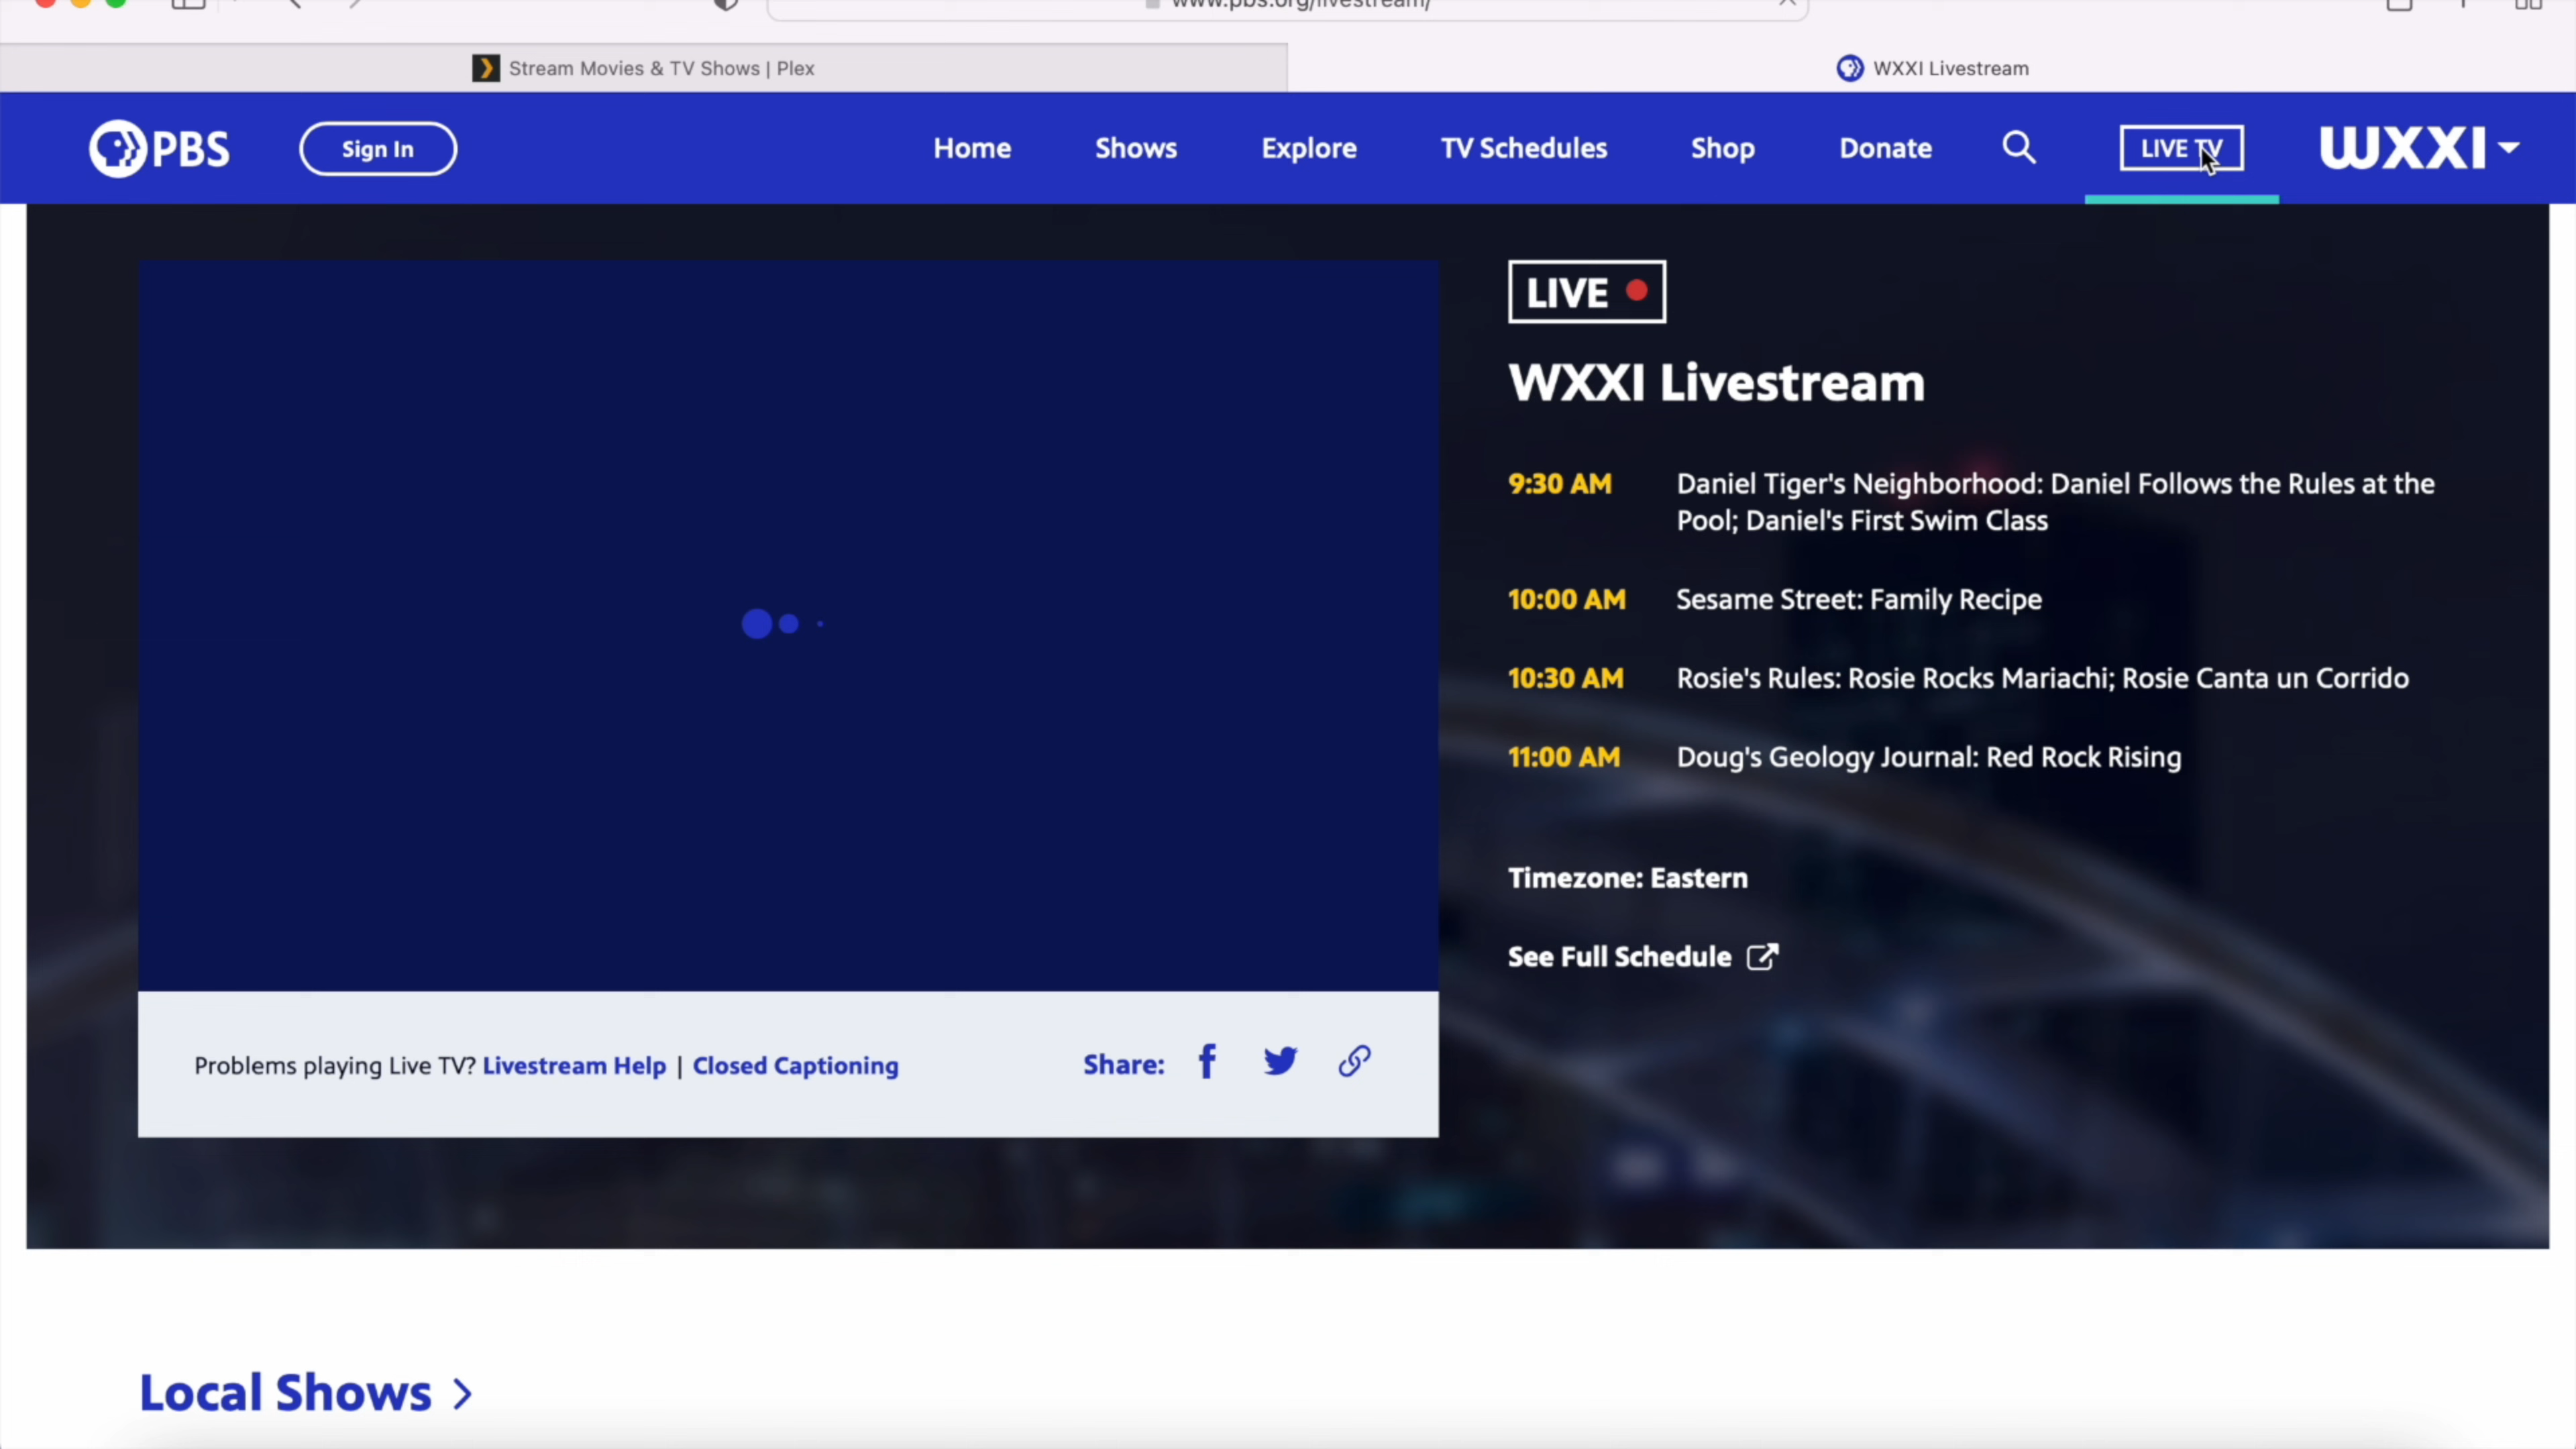 www.pbs.org/livestream/
Stream Movies & TV Shows | Plex
WXXI Livestream
PBS
Sign In
Home
Shows
Explore
TV Schedules
Shop
Donate
LIVE TV
WXXI
LIVE
WXXI Livestream
9:30 AM
Daniel Tiger's Neighborhood: Daniel Follows the Rules at the
Pool; Daniel's First Swim Class
10:00 AM
Sesame Street: Family Recipe
10:30 AM
Rosie's Rules: Rosie Rocks Mariachi; Rosie Canta un Corrido
11:00 AM
Doug's Geology Journal: Red Rock Rising
Timezone: Eastern
See Full Schedule
Problems playing Live TV? Livestream Help | Closed Captioning
Share:
Local Shows